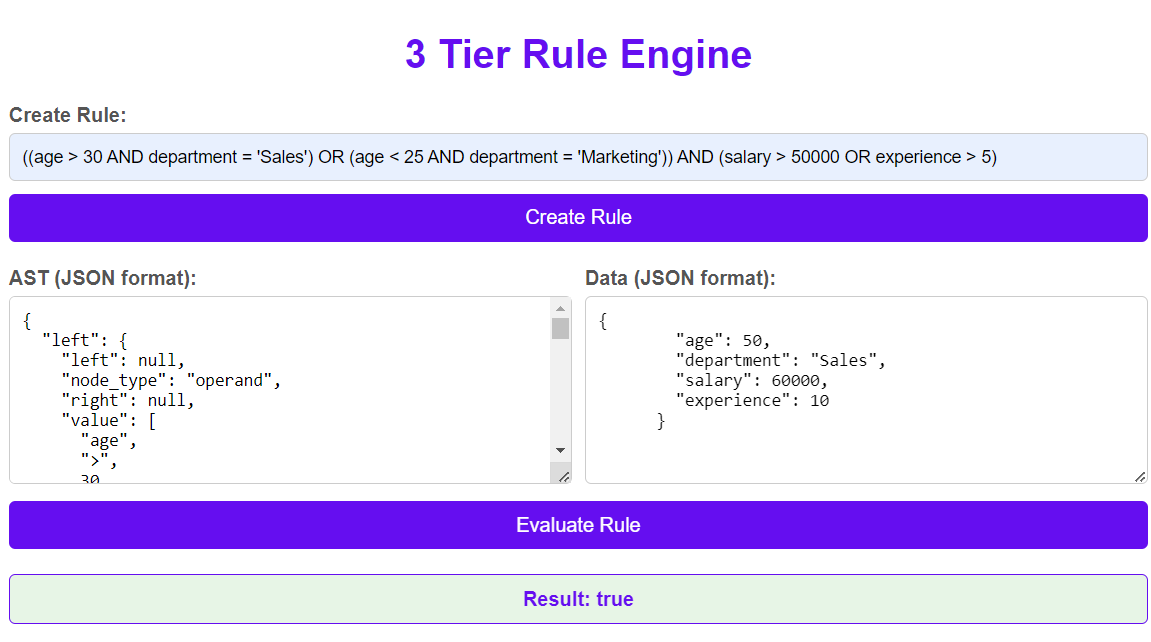 3 Tier Rule Engine
Create Rule:
((age > 30 AND department = 'Sales') OR (age < 25 AND department = 'Marketing')) AND (salary > 50000 OR experience > 5)
Create Rule
AST (JSON format):
{
  "left": {
    "left": null,
    "node_type": "operand",
    "right": null,
    "value": [
      "age",
      ">",
      30
Data (JSON format):
{
        "age": 50,
        "department": "Sales",
        "salary": 60000,
        "experience": 10
      }
Evaluate Rule
Result: true